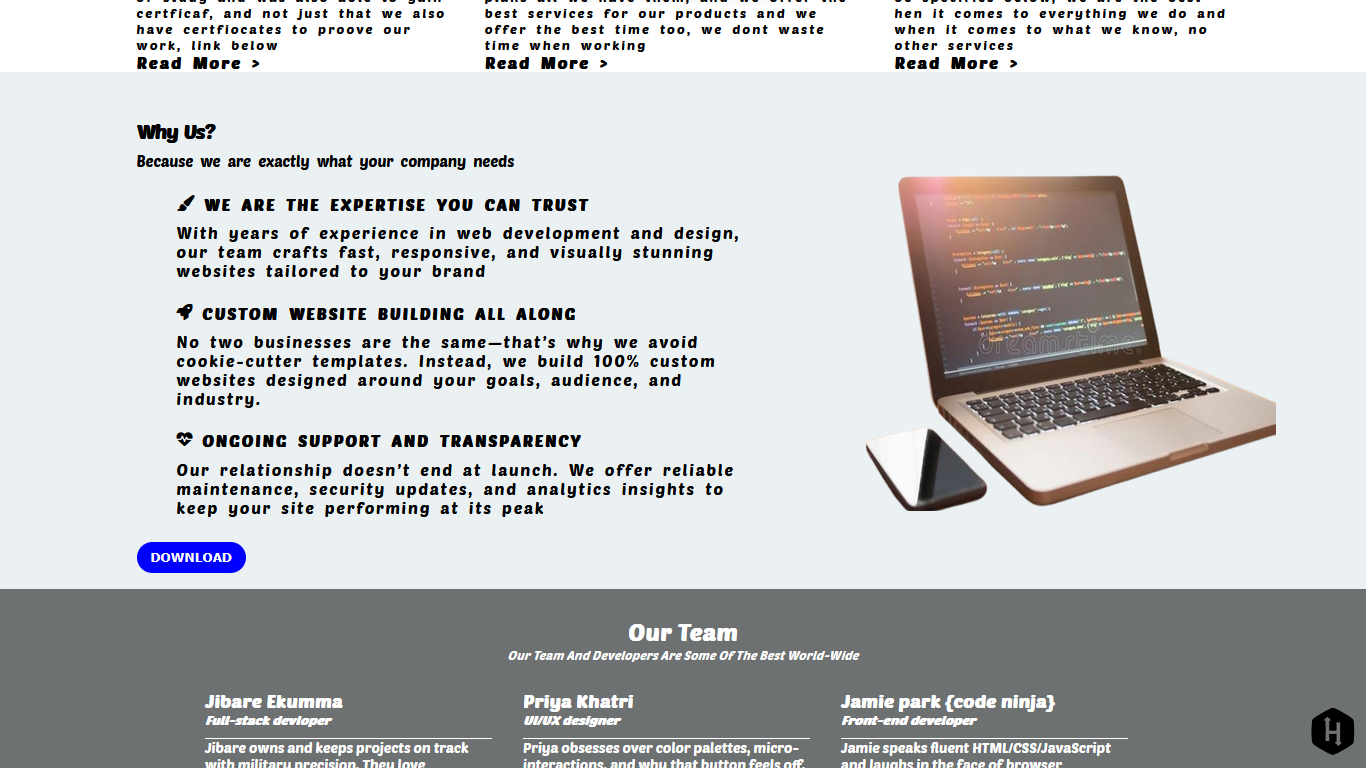 certficaf, and not just that we also
have certfiocates to proove our
work, link below
Read More >
best services for our products and we
offer the best time too, we dont waste
time when working
Read More >
hen it comes to everything we do and
when it comes to what we know, no
other services
Read More >
Why Us?
Because we are exactly what your company needs
WE ARE THE EXPERTISE YOU CAN TRUST
With years of experience in web development and design,
our team crafts fast, responsive, and visually stunning
websites tailored to your brand
CUSTOM WEBSITE BUILDING ALL ALONG
No two businesses are the same—that's why we avoid
cookie-cutter templates. Instead, we build 100% custom
websites designed around your goals, audience, and
industry.
ONGOING SUPPORT AND TRANSPARENCY
Our relationship doesn't end at launch. We offer reliable
maintenance, security updates, and analytics insights to
keep your site performing at its peak
DOWNLOAD
dreamstime.
Our Team
Our Team And Developers Are Some Of The Best World-Wide
Jibare Ekumma
Full-stack devloper
Jibare owns and keeps projects on track
with military precision. They love
Priya Khatri
UI/UX designer
Priya obsesses over color palettes, micro-
interactions, and why that button feels off.
Jamie park {code ninja}
Front-end developer
Jamie speaks fluent HTML/CSS/JavaScript
and laughs in the face of browser